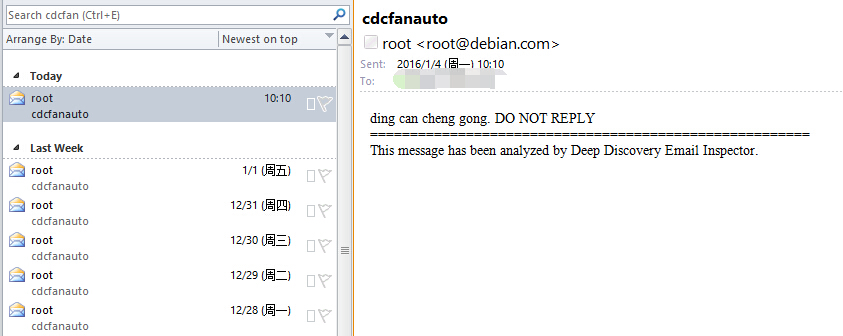 Search cdcfan (Ctrl+E)
Arrange By: Date
Newest on top
Today
root
10:10
cdcfanauto
Last Week
root
1/1 (周五)
cdcfanauto
root
12/31 (周四)
cdcfanauto
root
12/30 (周三)
cdcfanauto
root
12/29 (周二)
cdcfanauto
root
12/28 (周一)
cdcfanauto
cdcfanauto
root <root@debian.com>
Sent: 2016/1/4 (周一) 10:10
To:
ding can cheng gong. DO NOT REPLY
=======================================================
This message has been analyzed by Deep Discovery Email Inspector.